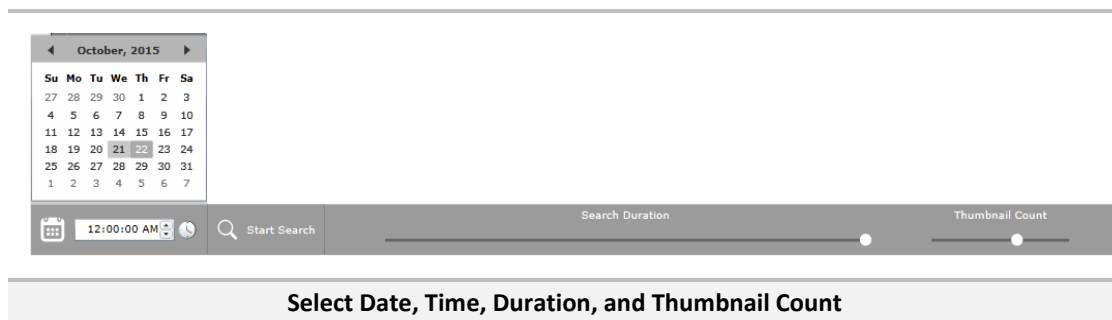 October, 2015
Su Mo Tu We Th Fr Sa
27 28 29 30 1 2 3
4 5 6 7 8 9 10
11 12 13 14 15 16 17
18 19 20 21 22 23 24
25 26 27 28 29 30 31
1 2 3 4 5 6 7
12:00:00 AM Start Search Search Duration Thumbnail Count
Select Date, Time, Duration, and Thumbnail Count